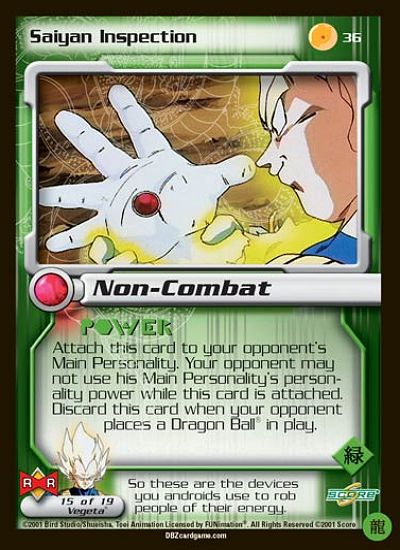 Saiyan Inspection
36
Non-Combat
POWER
Attach this card to your opponent's
Main Personality. Your opponent may
not use his Main Personality's person-
ality power while this card is attached.
Discard this card when your opponent
places a Dragon Ball® in play.
緑
SCORE
R R
15 of 19
Vegeta
So these are the devices
you androids use to rob
people of their energy.
©2001 Bird Studio/Shueisha, Toei Animation Licensed by FUNimation®. All Rights Reserved. ©2001 Score
DBZcardgame.com
龍